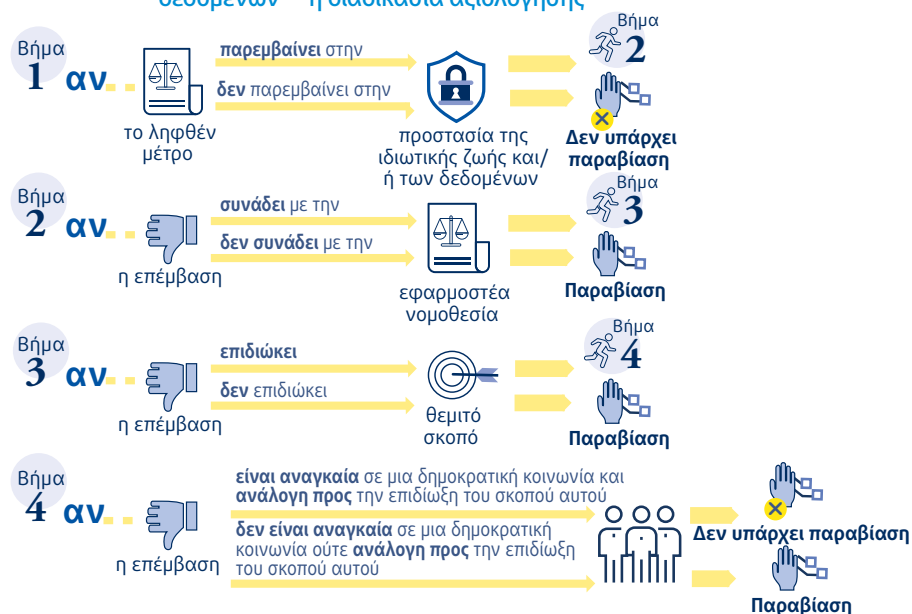 δεδομένων – η διαδικασία αξιολόγησης
Βήμα
1 αν
παρεμβαίνει στην
δεν παρεμβαίνει στην
το ληφθέν
μέτρο
προστασία της
ιδιωτικής ζωής και/
ή των δεδομένων
Βήμα
2
Δεν υπάρχει
παραβίαση
Βήμα
2 αν
συνάδει με την
δεν συνάδει με την
η επέμβαση
εφαρμοστέα
νομοθεσία
Βήμα
3
Παραβίαση
Βήμα
3 αν
επιδιώκει
δεν επιδιώκει
η επέμβαση
θεμιτό
σκοπό
Βήμα
4
Παραβίαση
Βήμα
4 αν
είναι αναγκαία σε μια δημοκρατική κοινωνία και
ανάλογη προς την επιδίωξη του σκοπού αυτού
δεν είναι αναγκαία σε μια δημοκρατική
κοινωνία ούτε ανάλογη προς την επιδίωξη
του σκοπού αυτού
η επέμβαση
Δεν υπάρχει παραβίαση
Παραβίαση